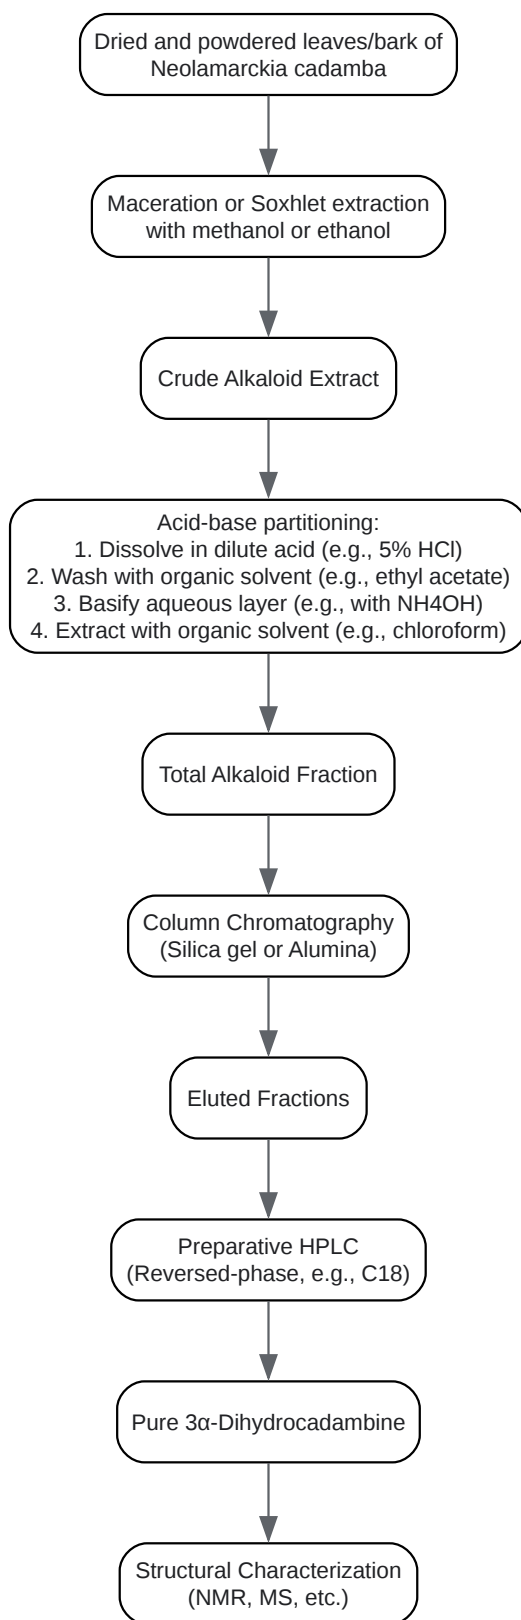 Dried and powdered leaves/bark of
Neolamarckia cadamba
Maceration or Soxhlet extraction
with methanol or ethanol
Crude Alkaloid Extract
Acid-base partitioning:
1. Dissolve in dilute acid (e.g., 5% HCl)
2. Wash with organic solvent (e.g., ethyl acetate)
3. Basify aqueous layer (e.g., with NH4OH)
4. Extract with organic solvent (e.g., chloroform)
Total Alkaloid Fraction
Column Chromatography
(Silica gel or Alumina)
Eluted Fractions
Preparative HPLC
(Reversed-phase, e.g., C18)
Pure 3α-Dihydrocadambine
Structural Characterization
(NMR, MS, etc.)